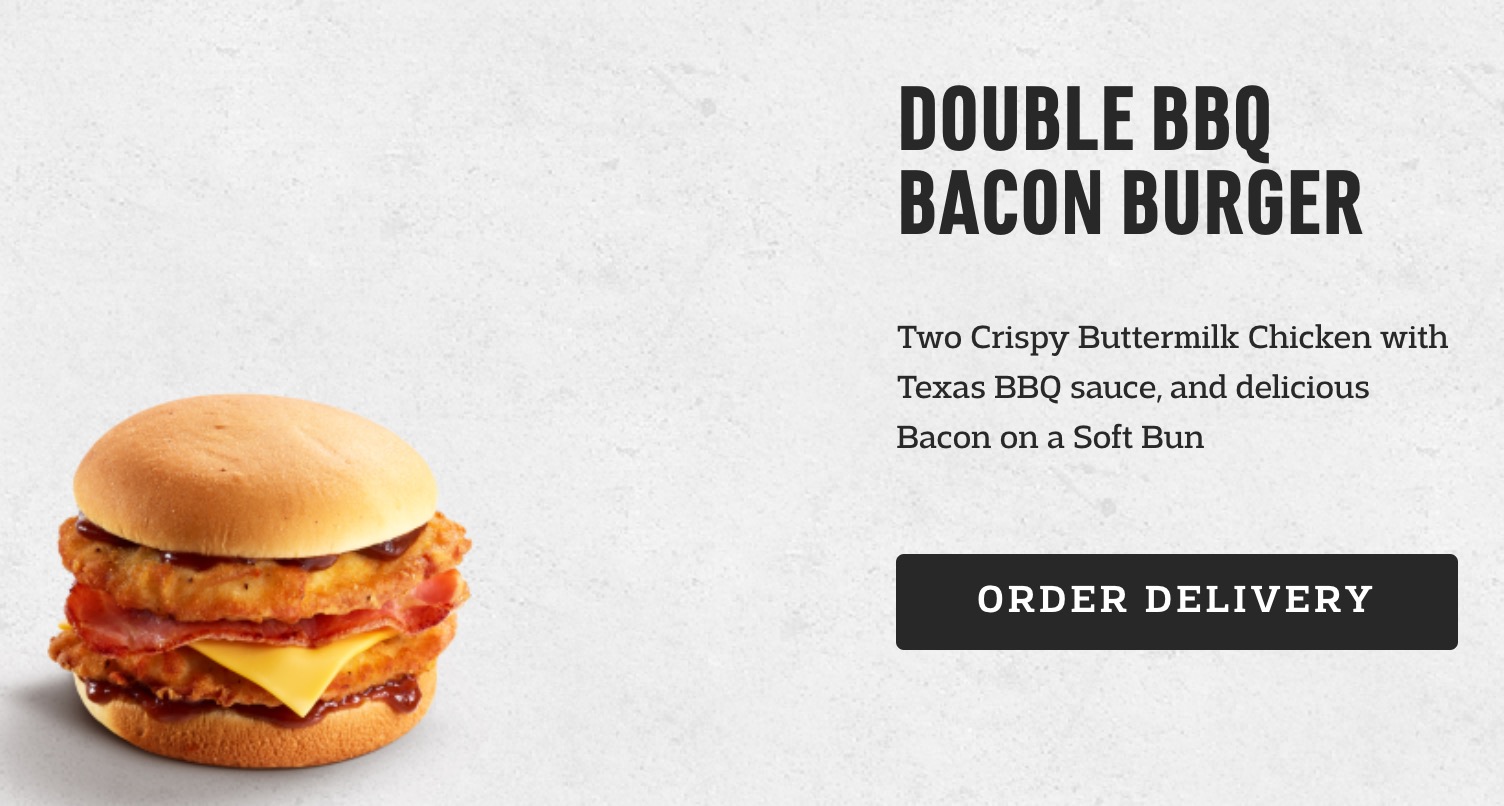 DOUBLE BBQ
BACON BURGER
Two Crispy Buttermilk Chicken with
Texas BBQ sauce, and delicious
Bacon on a Soft Bun
ORDER DELIVERY